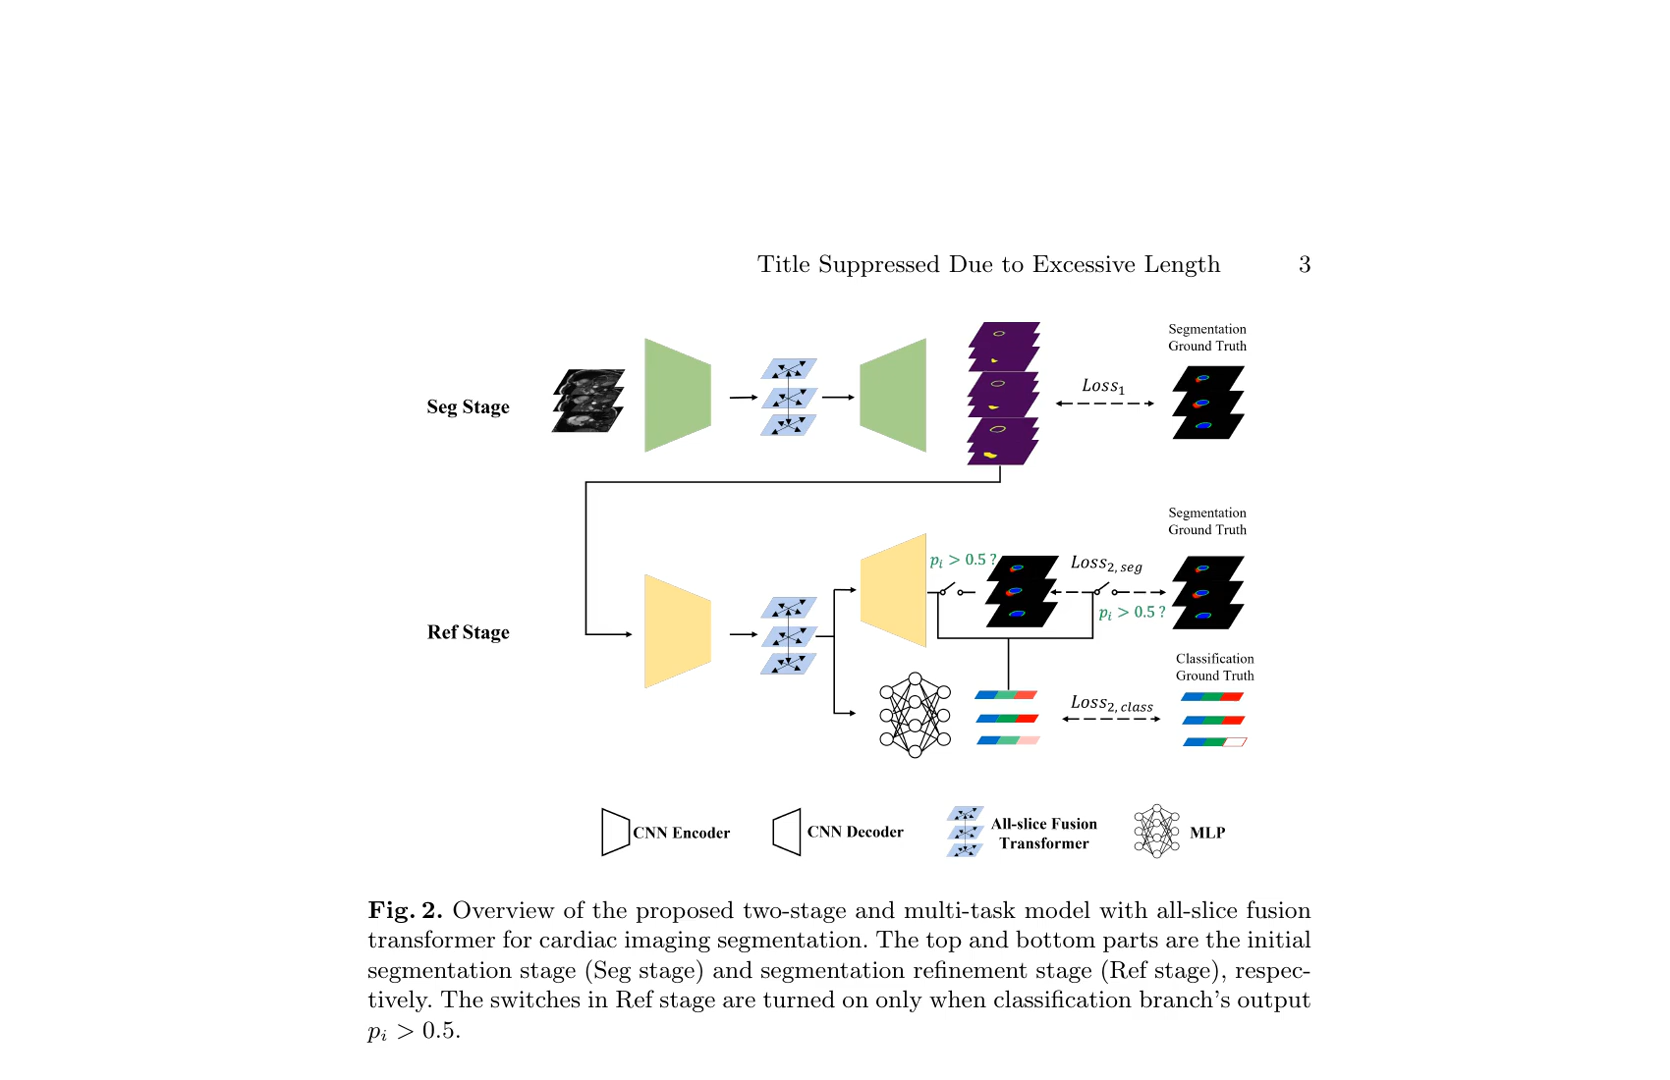 Title Suppressed Due to Excessive Length 3
Segmentation
Ground Truth
Seg Stage
Loss1
Segmentation
Ground Truth
pi > 0.5 ?
Loss2, seg
pi > 0.5 ?
Ref Stage
Classification
Ground Truth
Loss2, class
CNN Encoder
CNN Decoder
All-slice Fusion
Transformer
MLP
Fig. 2. Overview of the proposed two-stage and multi-task model with all-slice fusion
transformer for cardiac imaging segmentation. The top and bottom parts are the initial
segmentation stage (Seg stage) and segmentation refinement stage (Ref stage), respec-
tively. The switches in Ref stage are turned on only when classification branch's output
pi > 0.5.